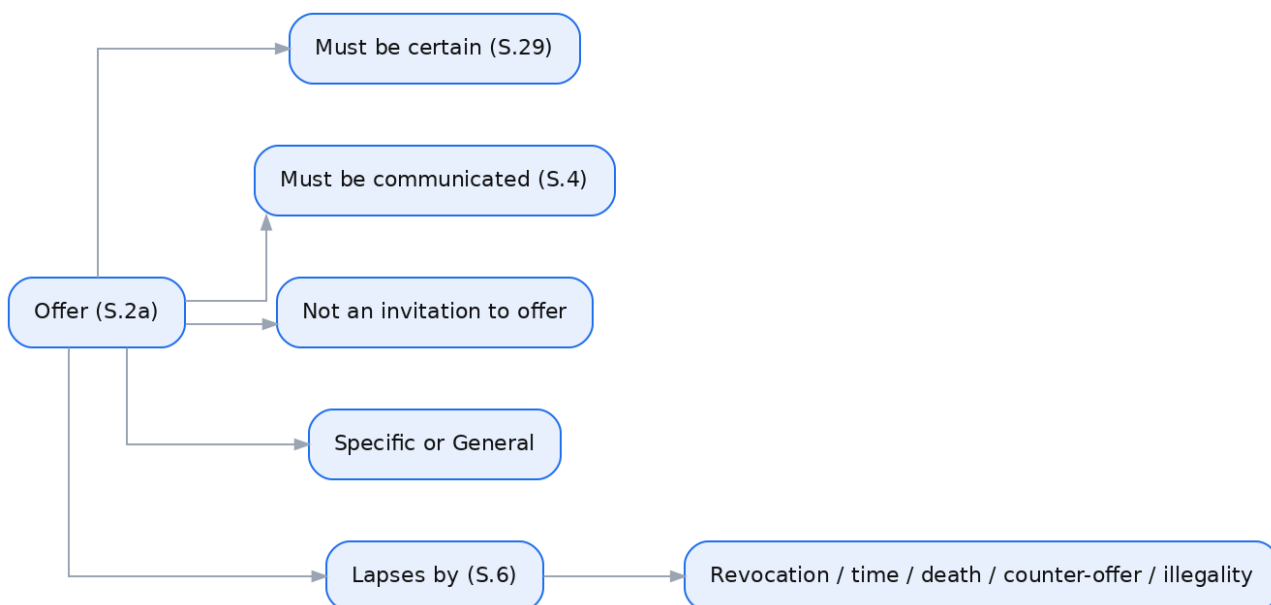 Must be certain (S.29)
Must be communicated (S.4)
Offer (S.2a)
Not an invitation to offer
Specific or General
Lapses by (S.6)
Revocation / time / death / counter-offer / illegality